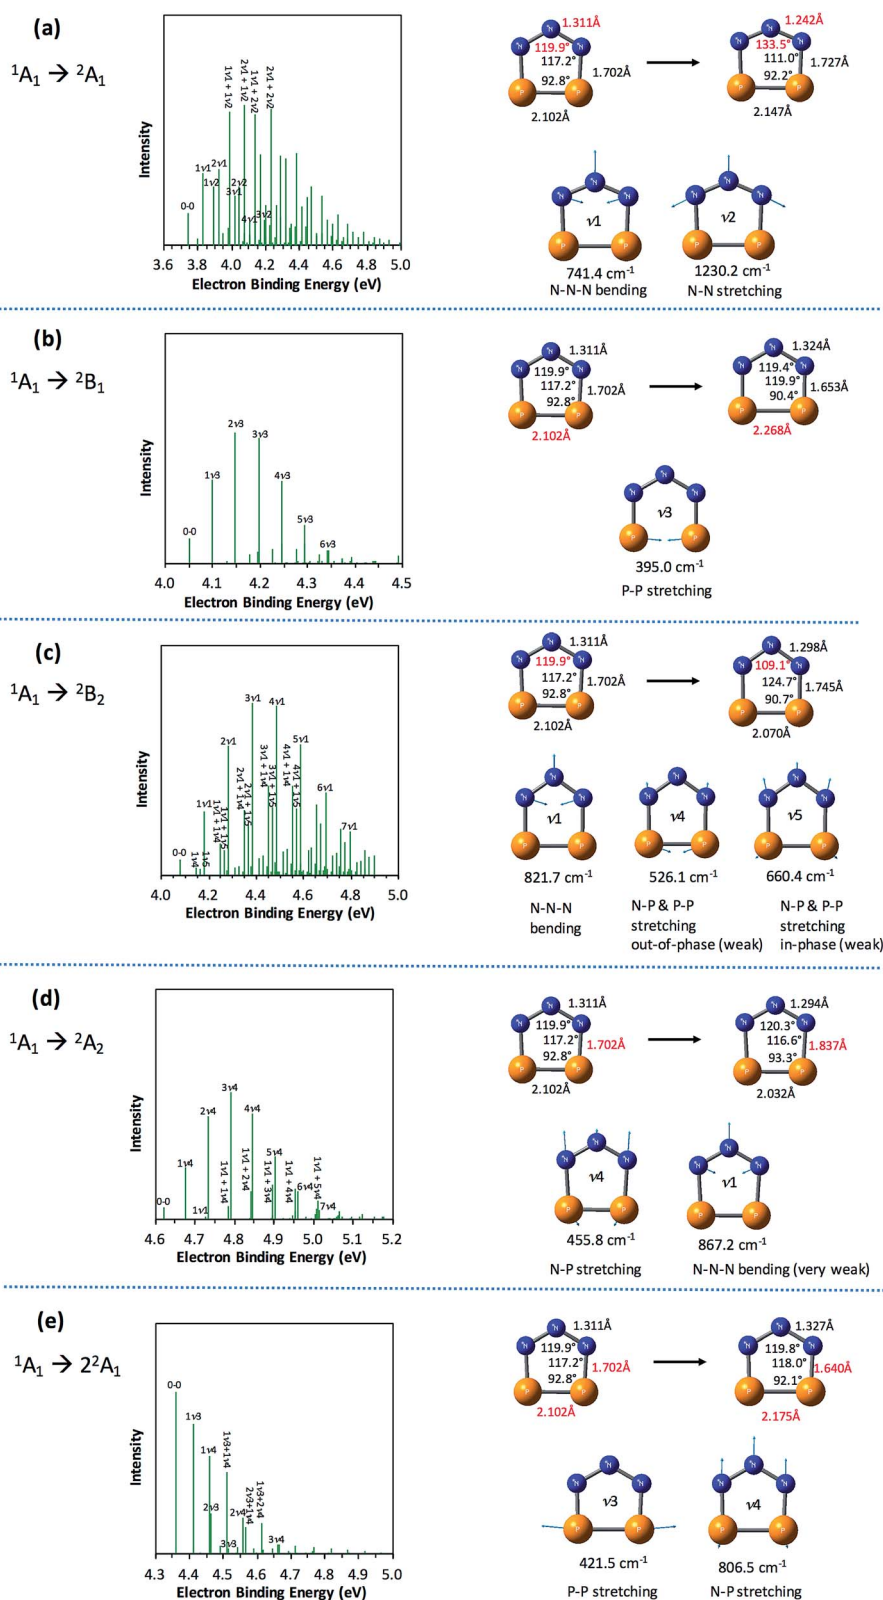 (a)
¹A₁ → ²A₁
Intensity
0-0
1ν1
1ν2
2ν1
1ν1 + 1ν2
3ν1
2ν2
2ν1 + 1ν2
4ν1
1ν1 + 2ν2
3ν2
2ν1 + 2ν2
3.6 3.8 4.0 4.2 4.4 4.6 4.8 5.0
Electron Binding Energy (eV)
1.311Å
119.9°
117.2°
92.8°
1.702Å
2.102Å
1.242Å
133.5°
111.0°
92.2°
1.727Å
2.147Å
N N N P P
N N N P P
ν1
741.4 cm⁻¹
N-N-N bending
ν2
1230.2 cm⁻¹
N-N stretching
N N N P P
N N N P P
(b)
¹A₁ → ²B₁
Intensity
0-0
1ν3
2ν3
3ν3
4ν3
5ν3
6ν3
4.0 4.1 4.2 4.3 4.4 4.5
Electron Binding Energy (eV)
1.311Å
119.9°
117.2°
92.8°
1.702Å
2.102Å
1.324Å
119.4°
119.9°
90.4°
1.653Å
2.268Å
N N N P P
N N N P P
ν3
395.0 cm⁻¹
P-P stretching
N N N P P
(c)
¹A₁ → ²B₂
Intensity
0-0
1ν4
1ν5
1ν1
1ν1 + 1ν4
1ν1 + 1ν5
2ν1
2ν1 + 1ν4
2ν1 + 1ν5
3ν1
3ν1 + 1ν4
3ν1 + 1ν5
4ν1
4ν1 + 1ν4
4ν1 + 1ν5
5ν1
6ν1
7ν1
4.0 4.2 4.4 4.6 4.8 5.0
Electron Binding Energy (eV)
1.311Å
119.9°
117.2°
92.8°
1.702Å
2.102Å
1.298Å
109.1°
124.7°
90.7°
1.745Å
2.070Å
N N N P P
N N N P P
ν1
821.7 cm⁻¹
N-N-N
bending
ν4
526.1 cm⁻¹
N-P & P-P
stretching
out-of-phase (weak)
ν5
660.4 cm⁻¹
N-P & P-P
stretching
in-phase (weak)
N N N P P
N N N P P
N N N P P
(d)
¹A₁ → ²A₂
Intensity
0-0
1ν4
1ν1
2ν4
1ν1 + 1ν4
3ν4
1ν1 + 2ν4
4ν4
1ν1 + 3ν4
5ν4
1ν1 + 4ν4
6ν4
1ν1 + 5ν4
7ν4
4.6 4.7 4.8 4.9 5.0 5.1 5.2
Electron Binding Energy (eV)
1.311Å
119.9°
117.2°
92.8°
1.702Å
2.102Å
1.294Å
120.3°
116.6°
93.3°
1.837Å
2.032Å
N N N P P
N N N P P
ν4
455.8 cm⁻¹
N-P stretching
ν1
867.2 cm⁻¹
N-N-N bending (very weak)
N N N P P
N N N P P
(e)
¹A₁ → 2²A₁
Intensity
0-0
1ν3
1ν4
2ν3
1ν3+1ν4
3ν3
2ν4
2ν3+1ν4
1ν3+2ν4
3ν4
4.3 4.4 4.5 4.6 4.7 4.8 4.9 5.0
Electron Binding Energy (eV)
1.311Å
119.9°
117.2°
92.8°
1.702Å
2.102Å
1.327Å
119.8°
118.0°
92.1°
1.640Å
2.175Å
N N N P P
N N N P P
ν3
421.5 cm⁻¹
P-P stretching
ν4
806.5 cm⁻¹
N-P stretching
N N N P P
N N N P P